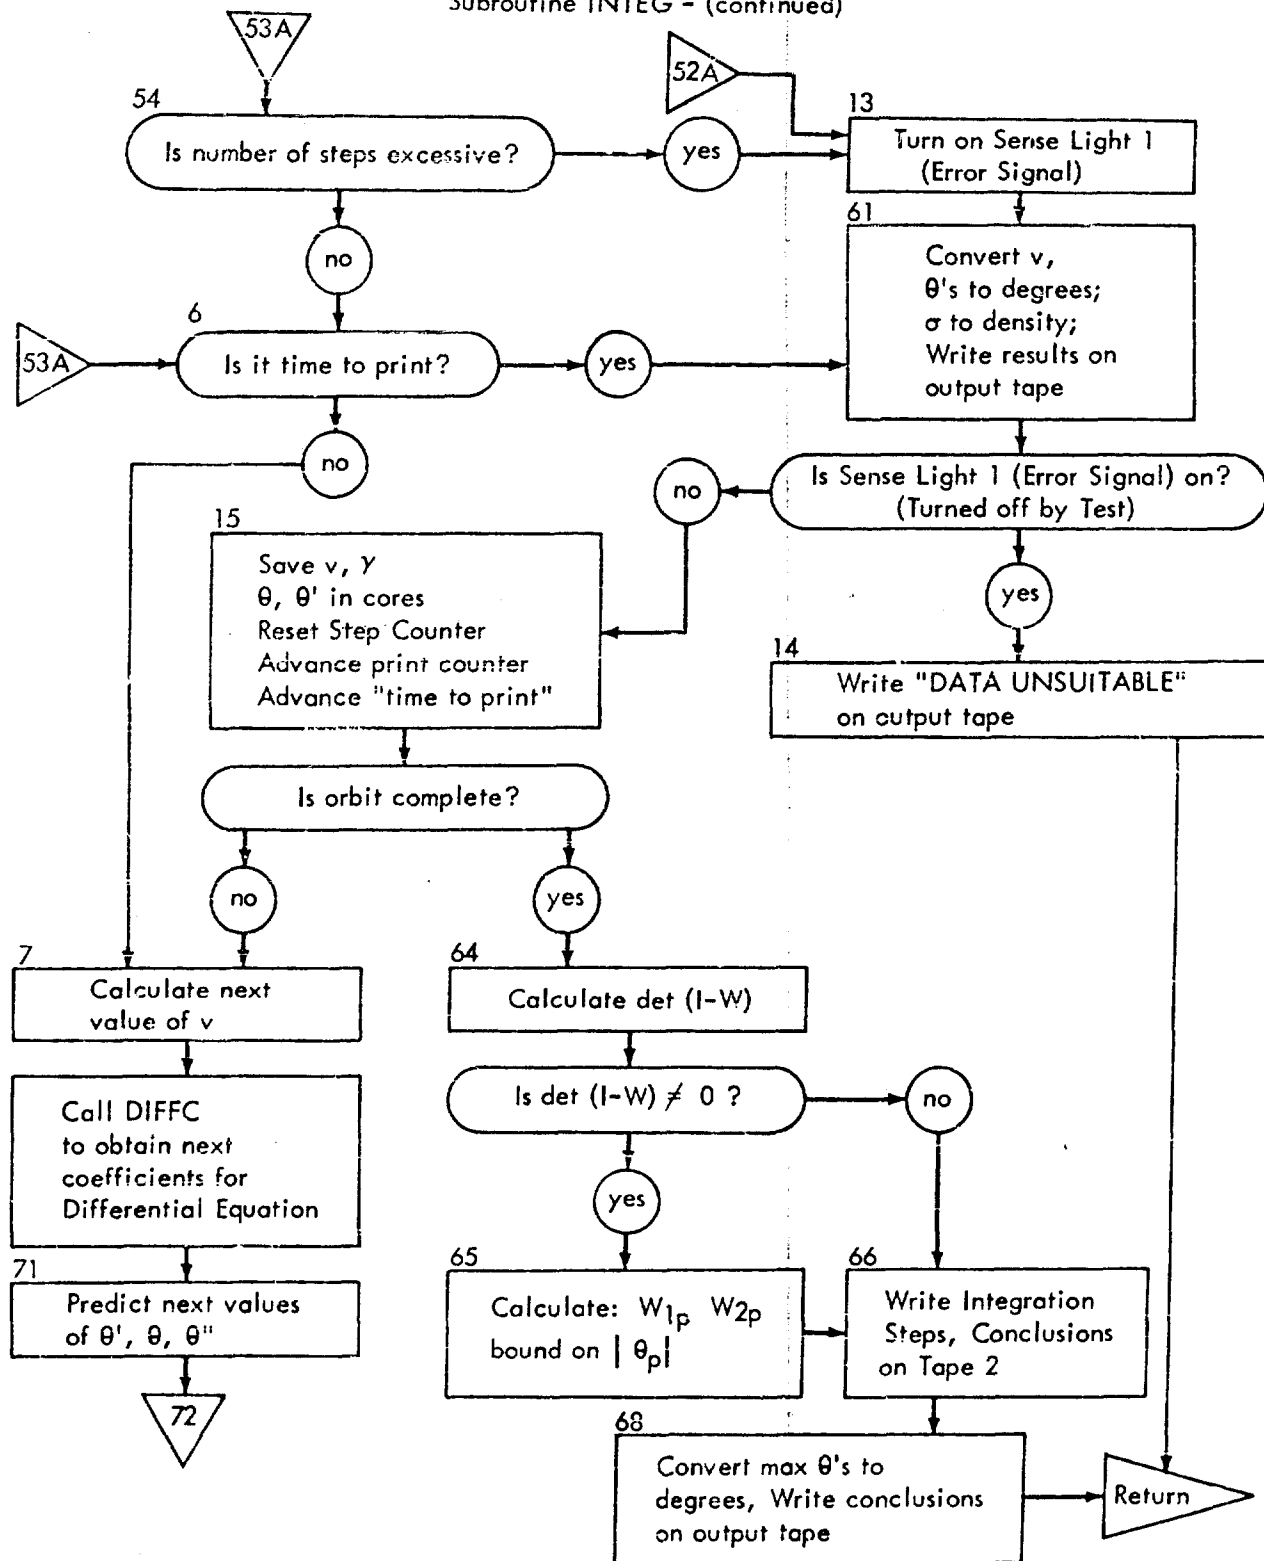 Subroutine INTEG - (continued)
53A
52A
54
Is number of steps excessive?
yes
13
Turn on Sense Light 1
(Error Signal)
no
61
Convert v,
θ's to degrees;
σ to density;
Write results on
output tape
6
53A
Is it time to print?
yes
no
Is Sense Light 1 (Error Signal) on?
(Turned off by Test)
no
yes
15
Save v, γ
θ, θ' in cores
Reset Step Counter
Advance print counter
Advance "time to print"
14
Write "DATA UNSUITABLE"
on output tape
Is orbit complete?
no
yes
7
Calculate next
value of v
64
Calculate det (I-W)
Call DIFFC
to obtain next
coefficients for
Differential Equation
Is det (I-W) ≠ 0 ?
no
yes
71
Predict next values
of θ', θ, θ"
72
65
Calculate: W1p W2p
bound on | θp|
66
Write Integration
Steps, Conclusions
on Tape 2
68
Convert max θ's to
degrees, Write conclusions
on output tape
Return